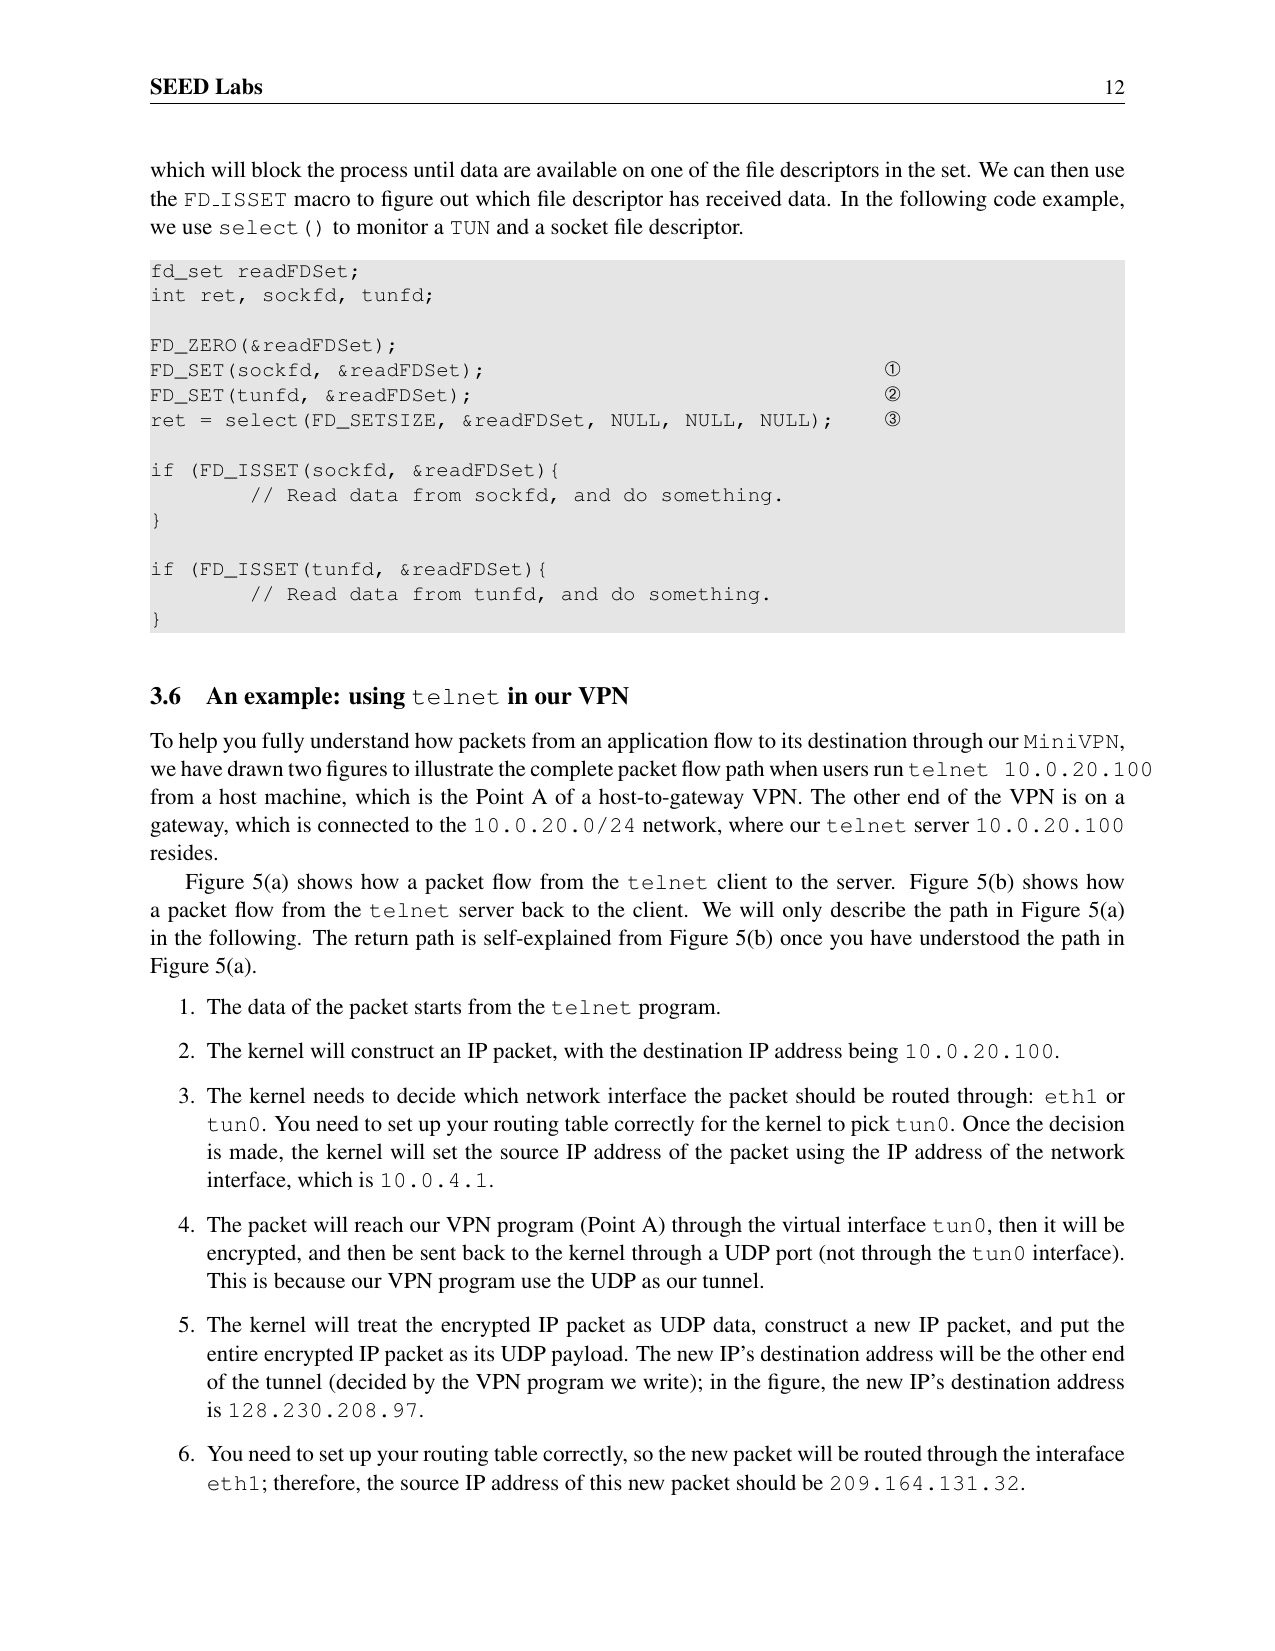 SEED Labs 12
which will block the process until data are available on one of the file descriptors in the set. We can then use
the FD_ISSET macro to figure out which file descriptor has received data. In the following code example,
we use select() to monitor a TUN and a socket file descriptor.
fd_set readFDSet;
int ret, sockfd, tunfd;
FD_ZERO(&readFDSet);
FD_SET(sockfd, &readFDSet); ①
FD_SET(tunfd, &readFDSet); ②
ret = select(FD_SETSIZE, &readFDSet, NULL, NULL, NULL); ③
if (FD_ISSET(sockfd, &readFDSet){
// Read data from sockfd, and do something.
}
if (FD_ISSET(tunfd, &readFDSet){
// Read data from tunfd, and do something.
}
3.6 An example: using telnet in our VPN
To help you fully understand how packets from an application flow to its destination through our MiniVPN,
we have drawn two figures to illustrate the complete packet flow path when users run telnet 10.0.20.100
from a host machine, which is the Point A of a host-to-gateway VPN. The other end of the VPN is on a
gateway, which is connected to the 10.0.20.0/24 network, where our telnet server 10.0.20.100
resides.
Figure 5(a) shows how a packet flow from the telnet client to the server. Figure 5(b) shows how
a packet flow from the telnet server back to the client. We will only describe the path in Figure 5(a)
in the following. The return path is self-explained from Figure 5(b) once you have understood the path in
Figure 5(a).
1. The data of the packet starts from the telnet program.
2. The kernel will construct an IP packet, with the destination IP address being 10.0.20.100.
3. The kernel needs to decide which network interface the packet should be routed through: eth1 or
tun0. You need to set up your routing table correctly for the kernel to pick tun0. Once the decision
is made, the kernel will set the source IP address of the packet using the IP address of the network
interface, which is 10.0.4.1.
4. The packet will reach our VPN program (Point A) through the virtual interface tun0, then it will be
encrypted, and then be sent back to the kernel through a UDP port (not through the tun0 interface).
This is because our VPN program use the UDP as our tunnel.
5. The kernel will treat the encrypted IP packet as UDP data, construct a new IP packet, and put the
entire encrypted IP packet as its UDP payload. The new IP's destination address will be the other end
of the tunnel (decided by the VPN program we write); in the figure, the new IP's destination address
is 128.230.208.97.
6. You need to set up your routing table correctly, so the new packet will be routed through the interaface
eth1; therefore, the source IP address of this new packet should be 209.164.131.32.